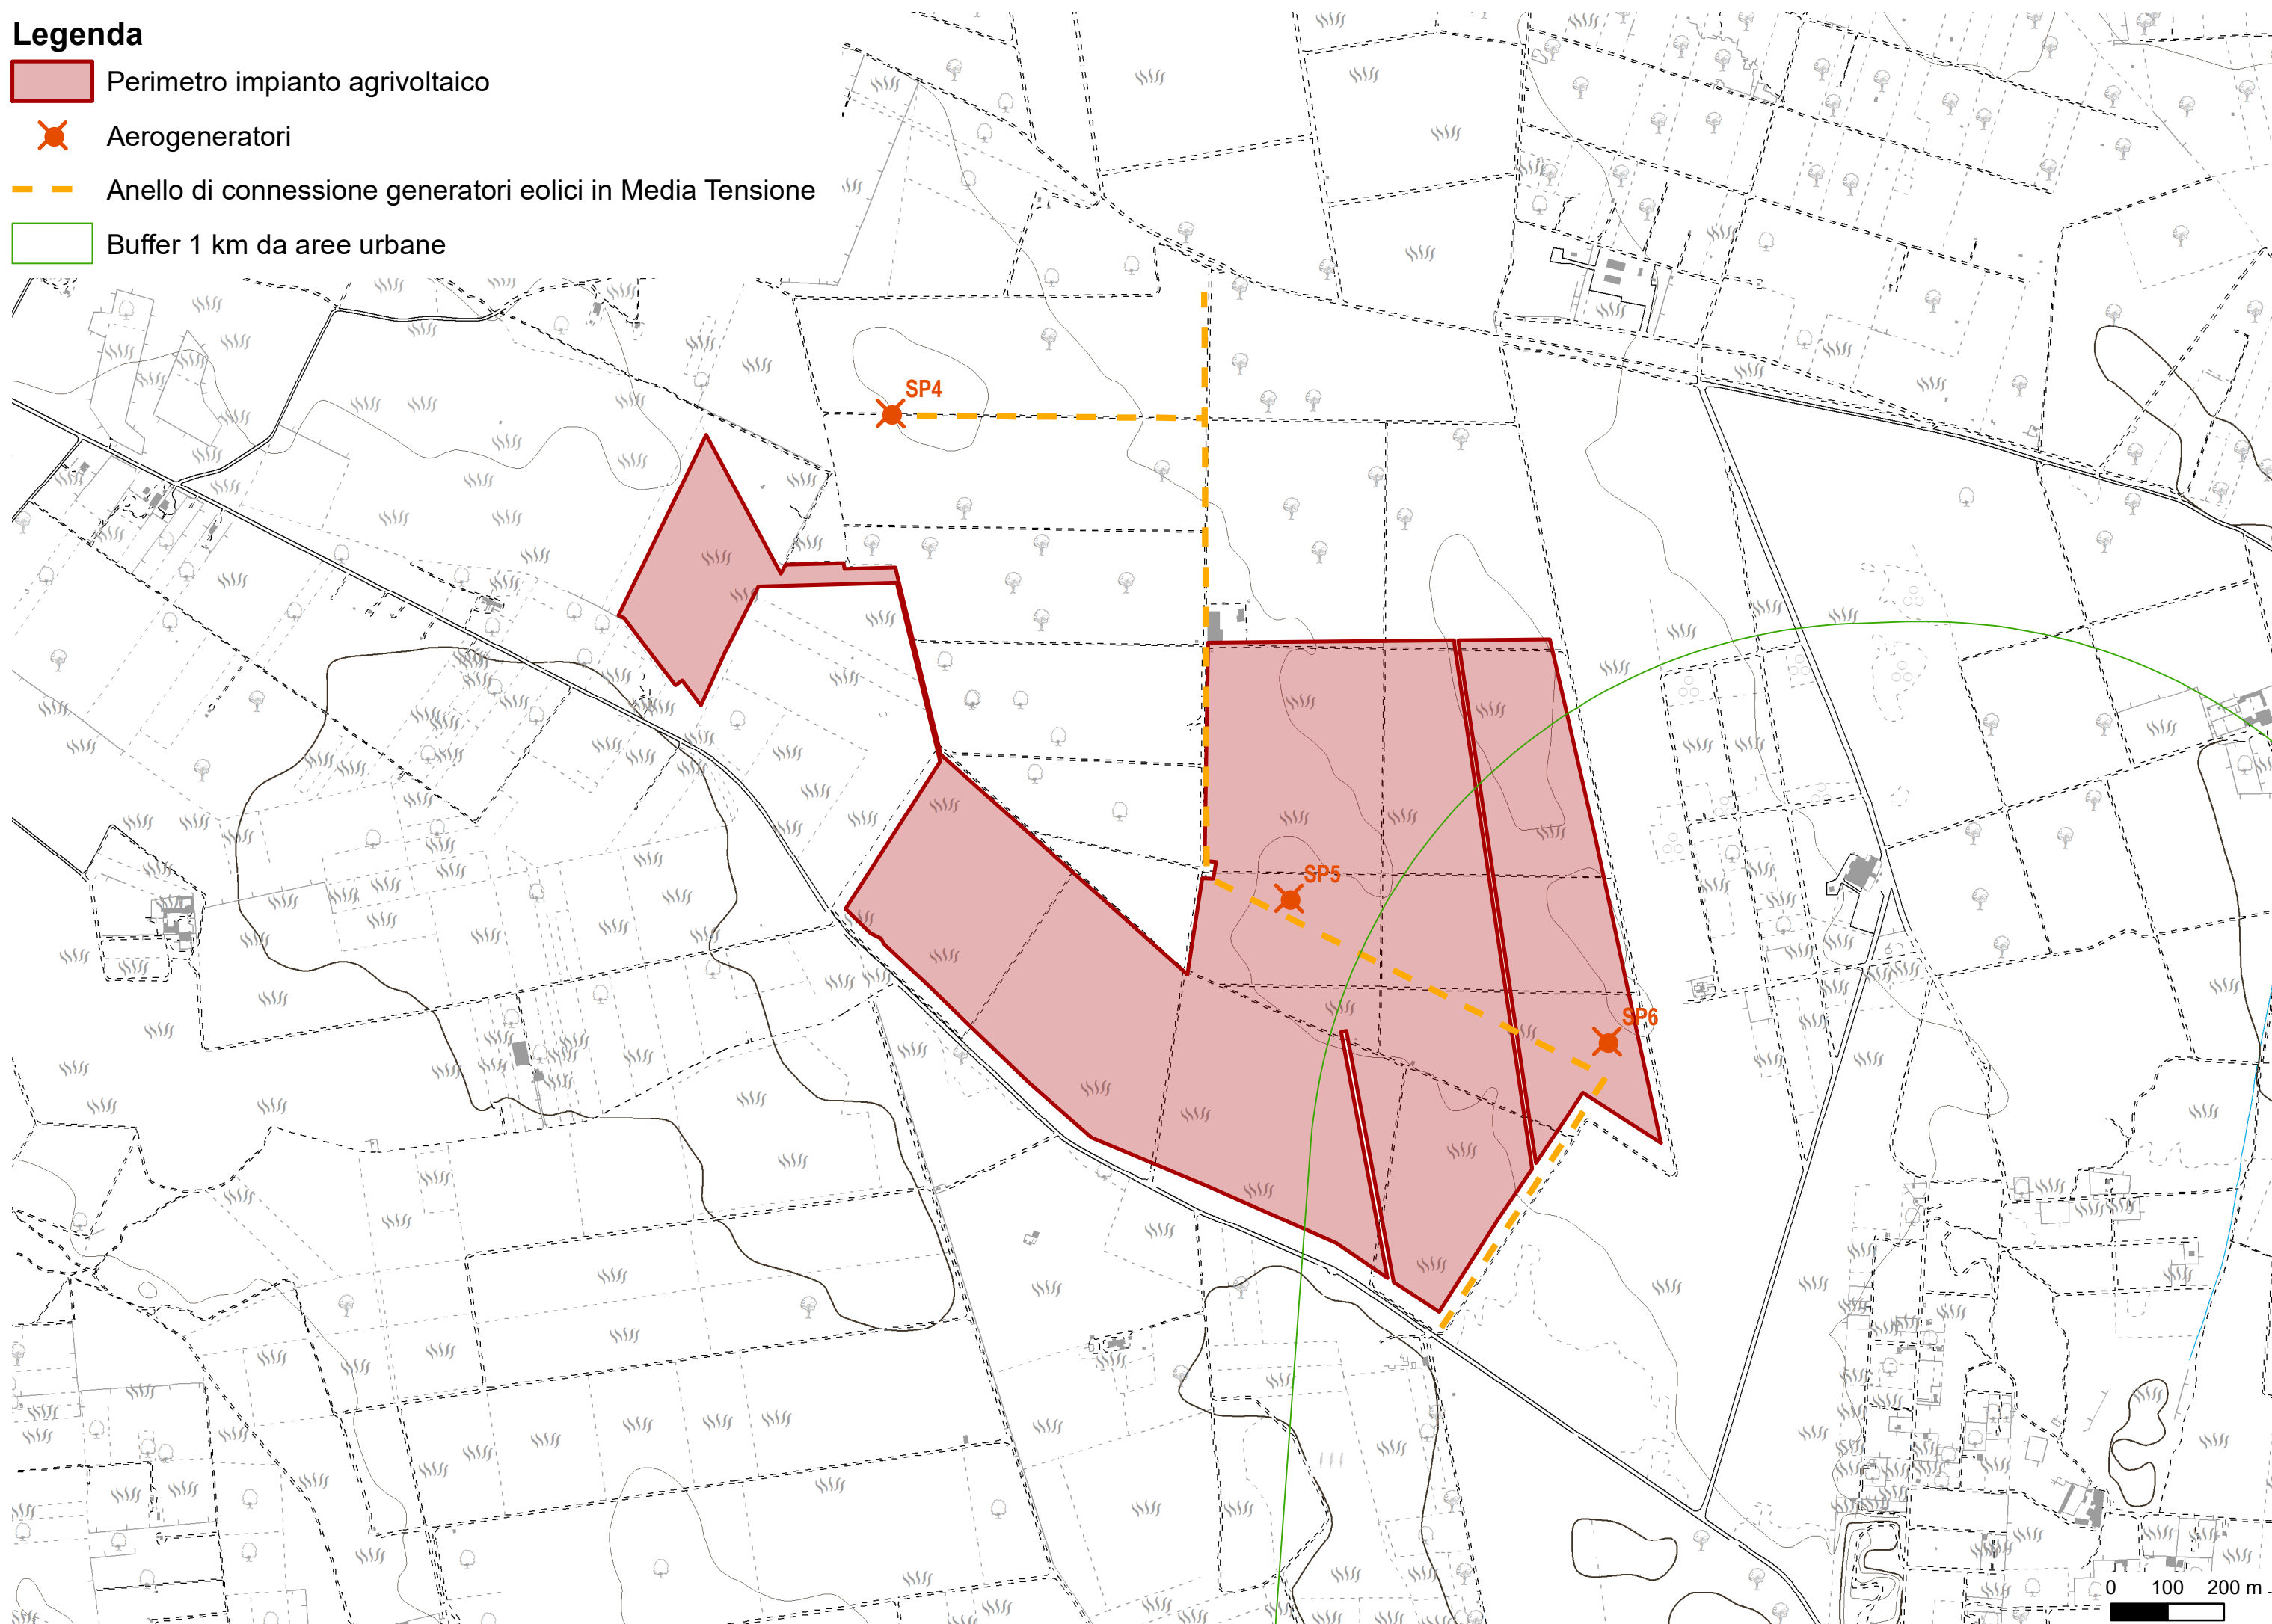 Legenda
Perimetro impianto agrivoltaico
Aerogeneratori
Anello di connessione generatori eolici in Media Tensione
Buffer 1 km da aree urbane
SP4
SP5
SP6
0 100 200 m